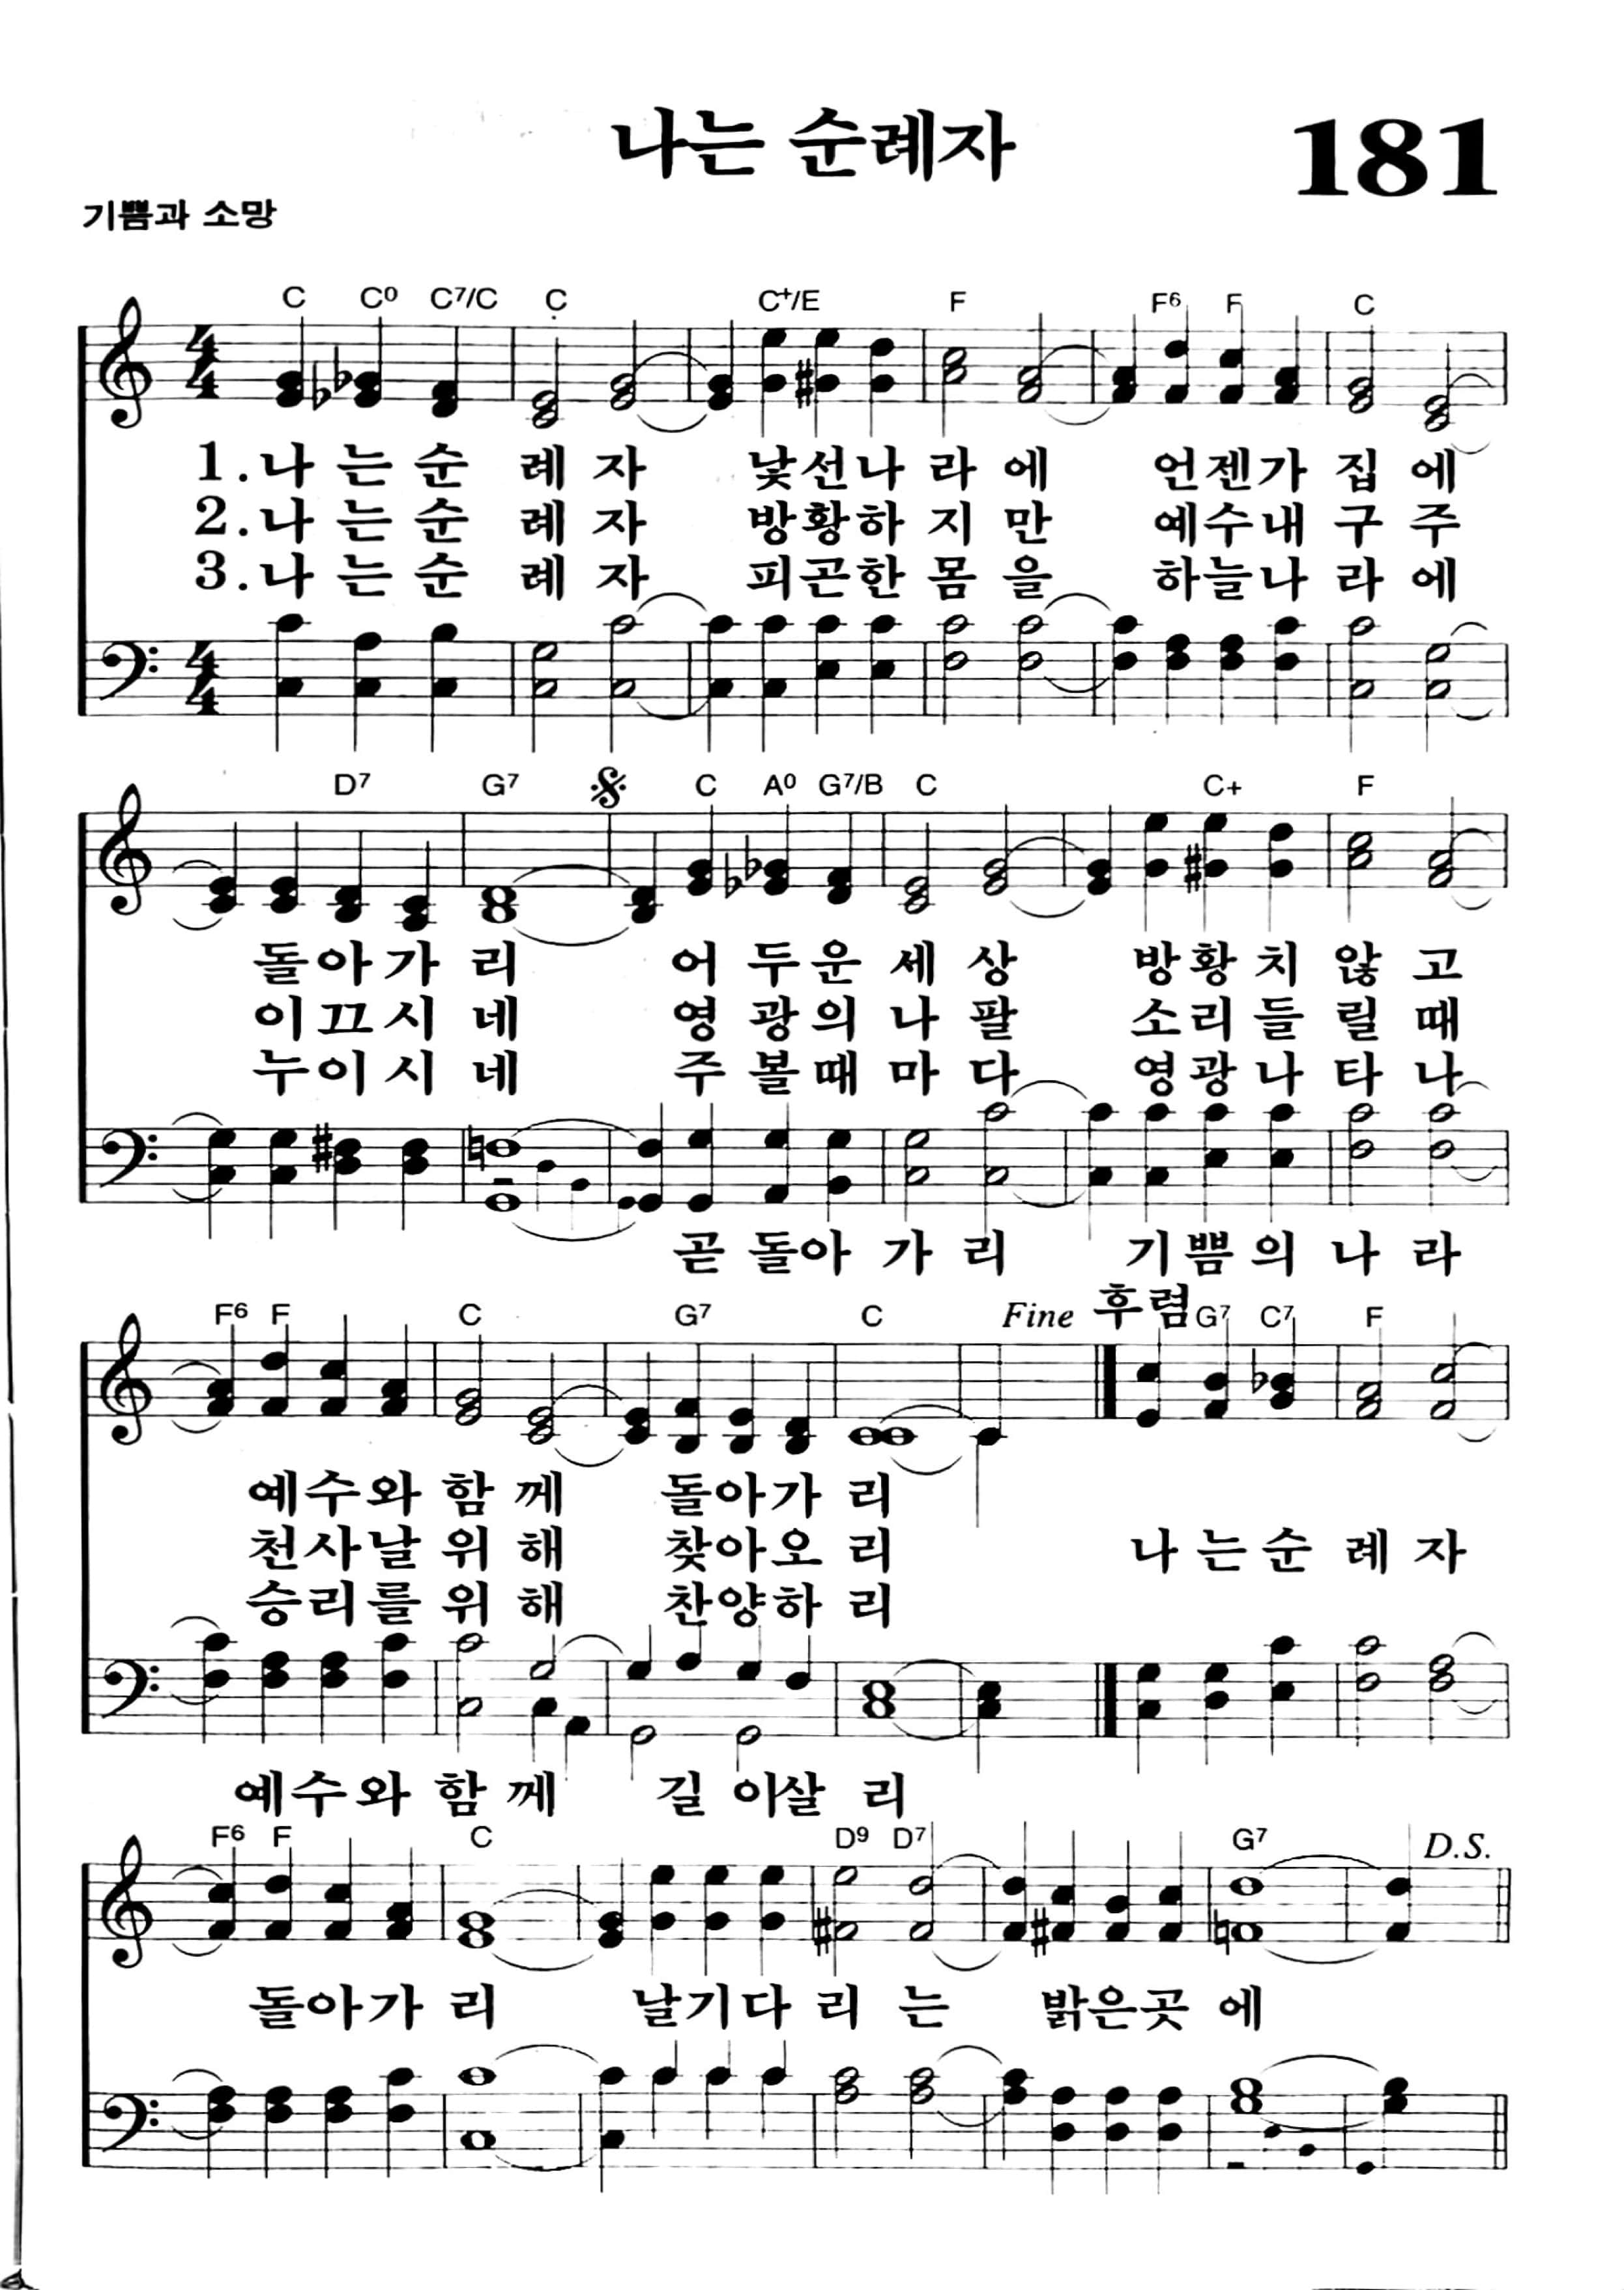 나는 순례자
181
기쁨과 소망
C C⁰ C⁷/C C C⁺/E F F⁶ F C
1.나 는 순 례 자 낯선나 라 에 언젠가 집 에
2.나 는 순 례 자 방황하 지 만 예수내 구 주
3.나 는 순 례 자 피곤한 몸 을 하늘나 라 에
D⁷ G⁷ C A⁰ G⁷/B C C+ F
돌아가 리 어 두운 세 상 방황 치 않 고
이끄시 네 영 광의 나 팔 소리 들 릴 때
누이시 네 주 볼때 마 다 영광 나 타 나
곧 돌아 가 리 기쁨의 나 라
F⁶ F C G⁷ C Fine 후렴 G⁷ C⁷ F
예수와 함 께 돌아가 리
천사날 위 해 찾아오 리 나 는순 례 자
승리를 위 해 찬양하 리
예수와 함 께 길 이살 리
F⁶ F C D⁹ D⁷ G⁷ D.S.
돌아가 리 날기다 리 는 밝은곳 에